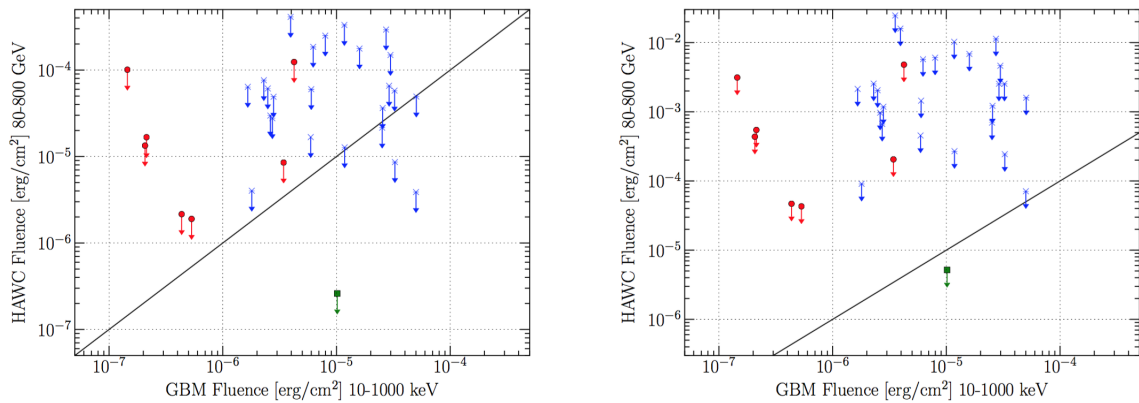 HAWC Fluence [erg/cm²] 80-800 GeV
10⁻⁴
10⁻⁵
10⁻⁶
10⁻⁷
10⁻⁷ 10⁻⁶ 10⁻⁵ 10⁻⁴
GBM Fluence [erg/cm²] 10-1000 keV
HAWC Fluence [erg/cm²] 80-800 GeV
10⁻²
10⁻³
10⁻⁴
10⁻⁵
10⁻⁶
10⁻⁷ 10⁻⁶ 10⁻⁵ 10⁻⁴
GBM Fluence [erg/cm²] 10-1000 keV